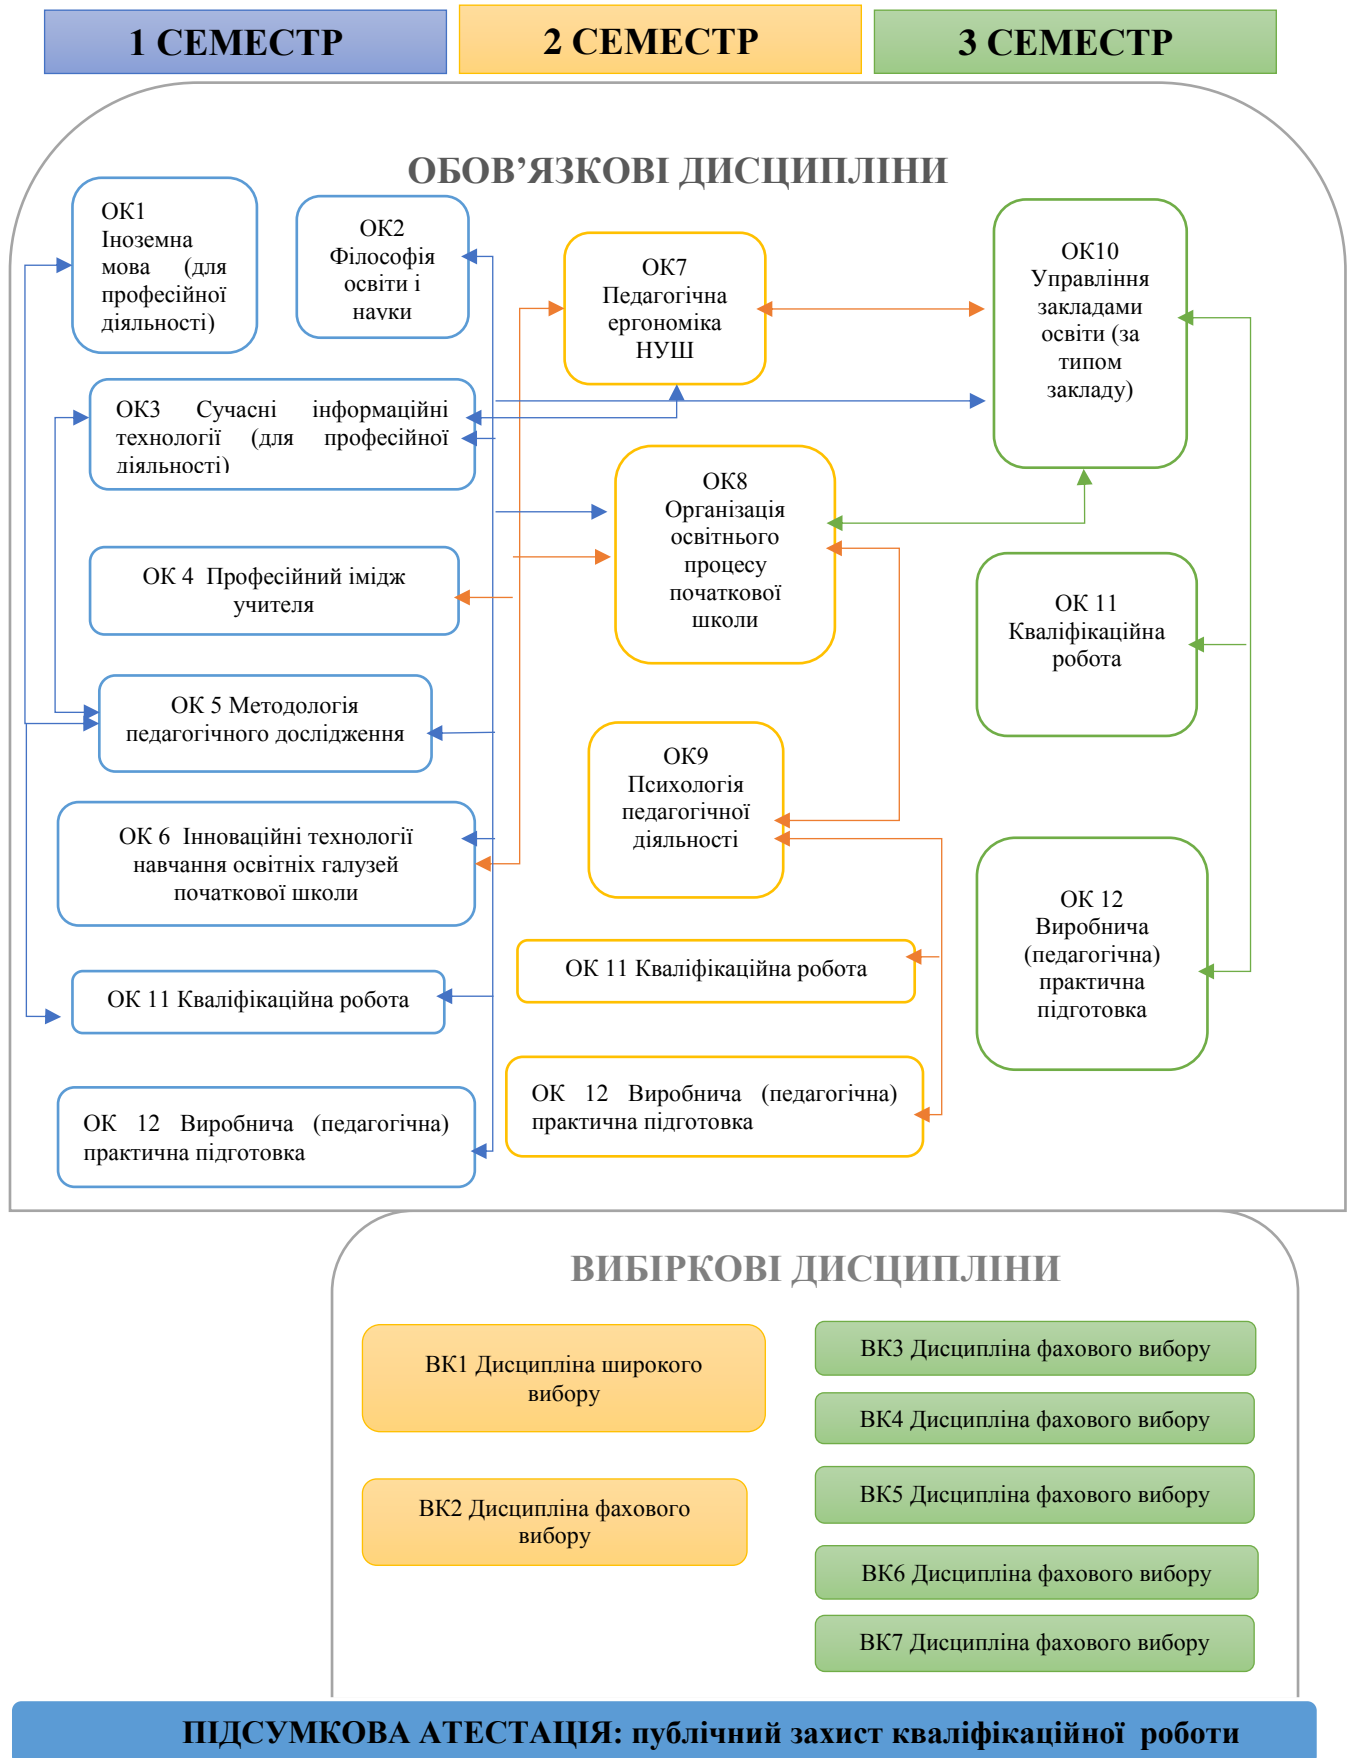 1 СЕМЕСТР
2 СЕМЕСТР
3 СЕМЕСТР
ОБОВ’ЯЗКОВІ ДИСЦИПЛІНИ
ОК1
Іноземна
мова (для
професійної
діяльності)
ОК2
Філософія
освіти і
науки
ОК3 Сучасні інформаційні
технології (для професійної
діяльності)
ОК 4 Професійний імідж
учителя
ОК 5 Методологія
педагогічного дослідження
ОК 6 Інноваційні технології
навчання освітніх галузей
початкової школи
ОК 11 Кваліфікаційна робота
ОК 12 Виробнича (педагогічна)
практична підготовка
ОК7
Педагогічна
ергономіка
НУШ
ОК8
Організація
освітнього
процесу
початкової
школи
ОК9
Психологія
педагогічної
діяльності
ОК 11 Кваліфікаційна робота
ОК 12 Виробнича (педагогічна)
практична підготовка
ОК10
Управління
закладами
освіти (за
типом
закладу)
ОК 11
Кваліфікаційна
робота
ОК 12
Виробнича
(педагогічна)
практична
підготовка
ВИБІРКОВІ ДИСЦИПЛІНИ
ВК1 Дисципліна широкого
вибору
ВК2 Дисципліна фахового
вибору
ВК3 Дисципліна фахового вибору
ВК4 Дисципліна фахового вибору
ВК5 Дисципліна фахового вибору
ВК6 Дисципліна фахового вибору
ВК7 Дисципліна фахового вибору
ПІДСУМКОВА АТЕСТАЦІЯ: публічний захист кваліфікаційної роботи